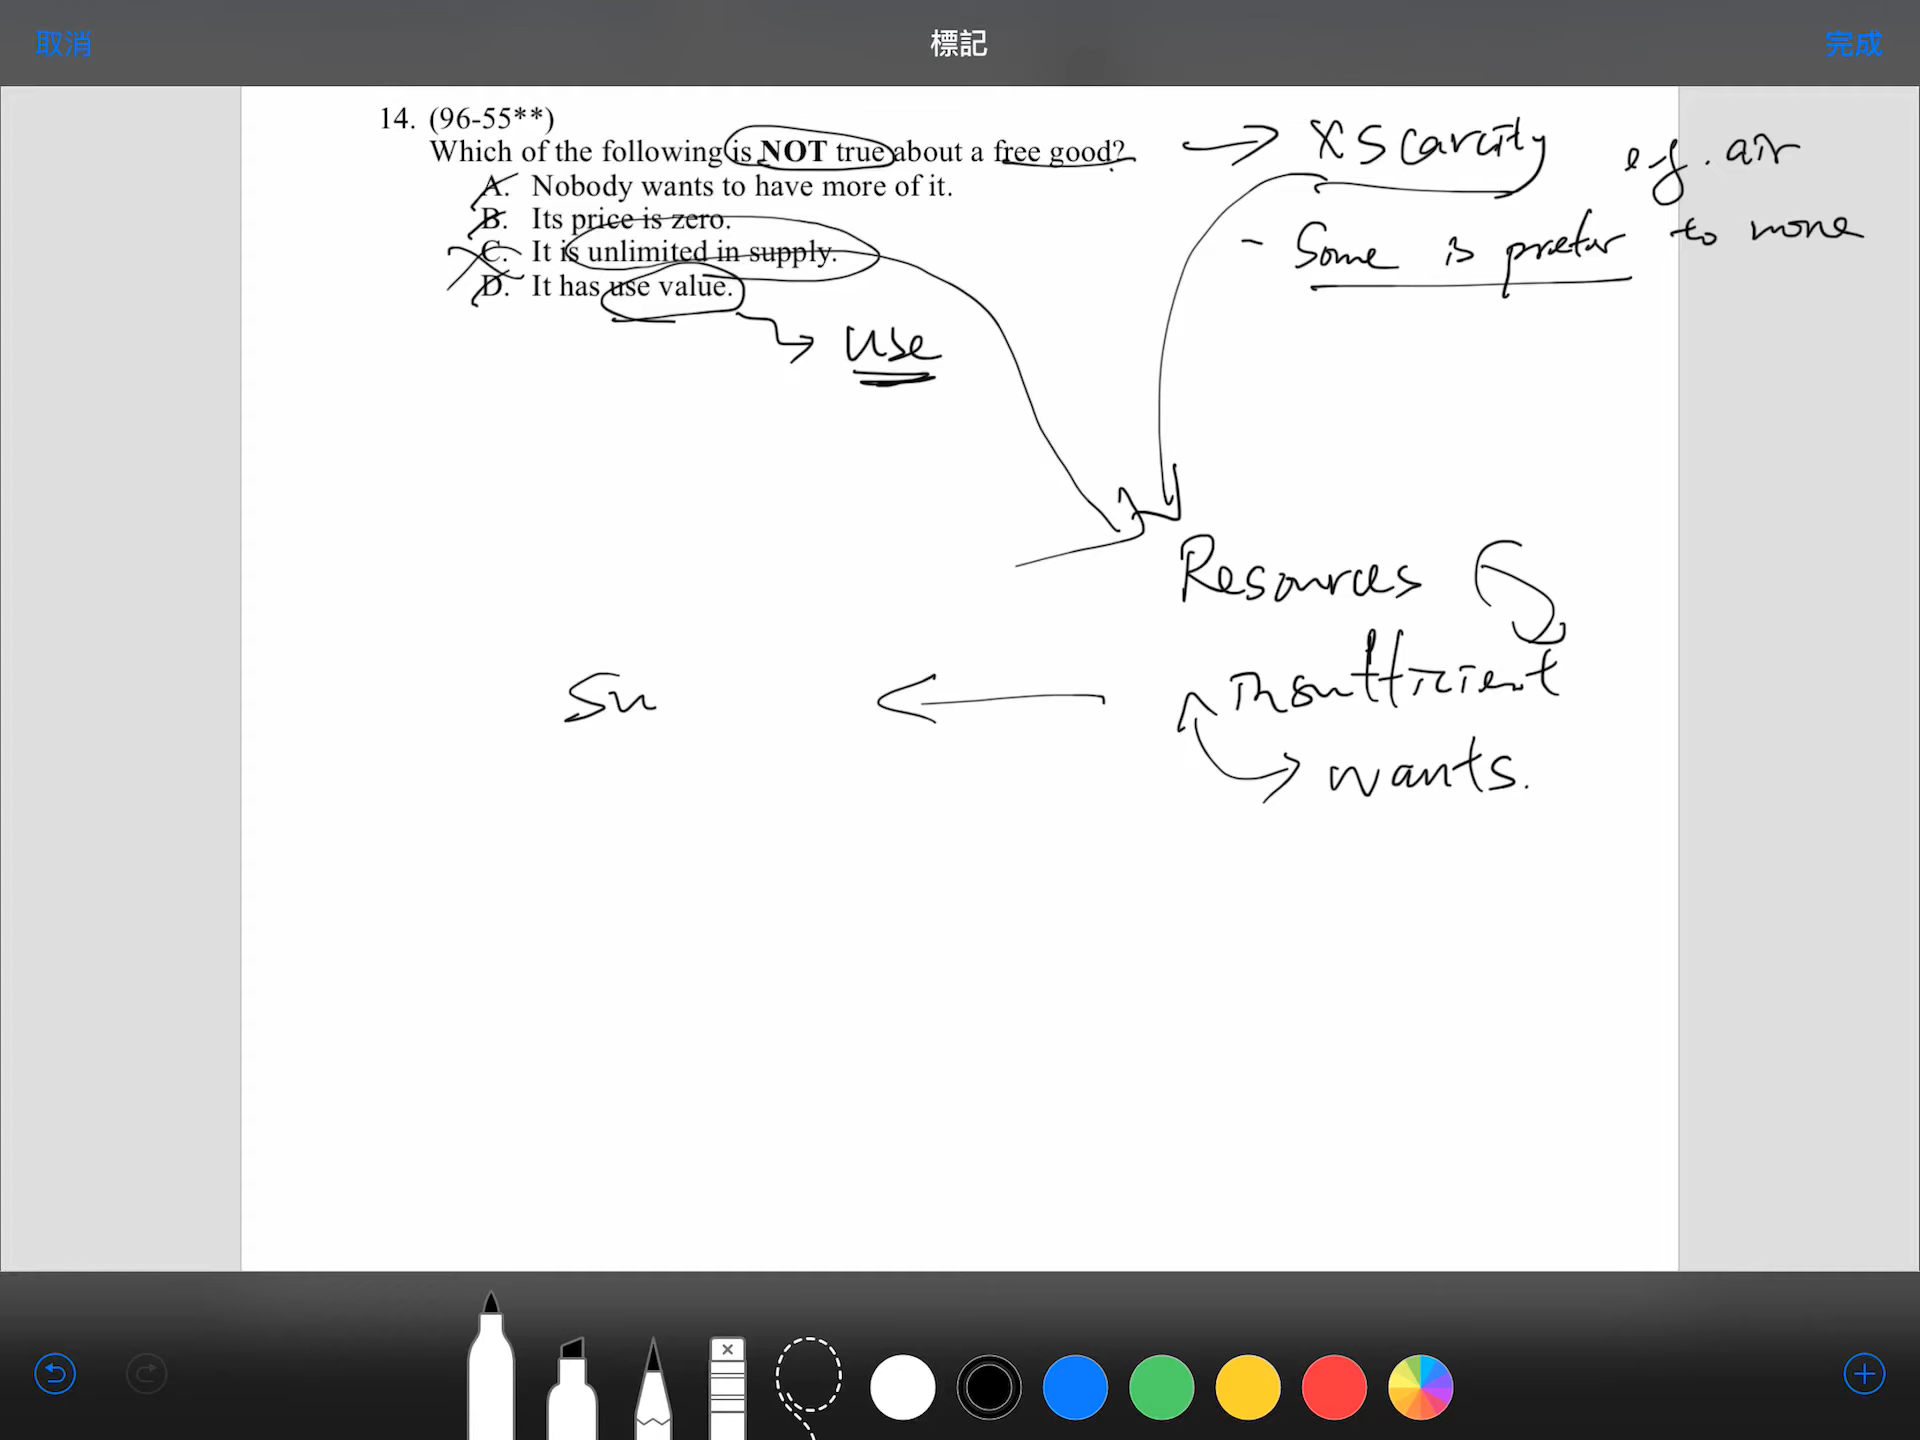 取消
標記
完成
14. (96-55**)
Which of the following is NOT true about a free good?
A. Nobody wants to have more of it.
B. Its price is zero.
C. It is unlimited in supply.
D. It has use value.
X Scarcity
e.g. air
- Some is prefer to none
use
Resources
insufficient
Su
wants.